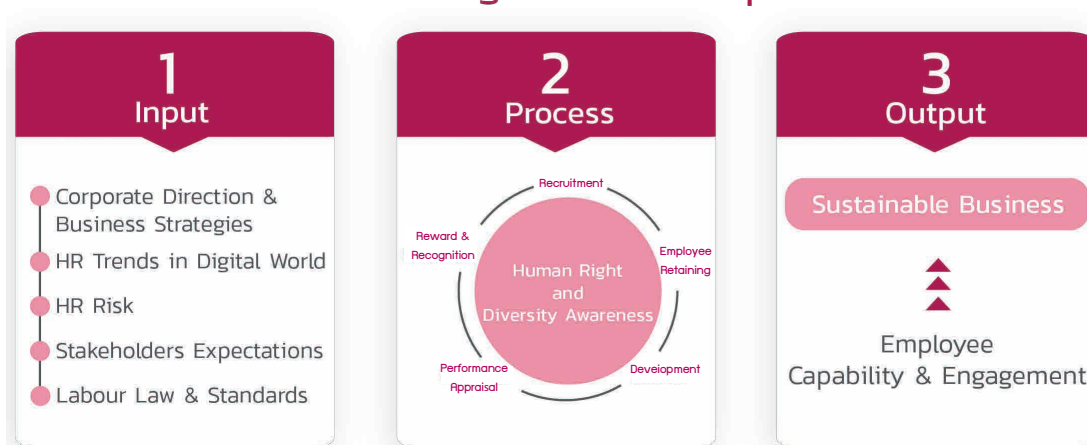 1
Input
Corporate Direction &
Business Strategies
HR Trends in Digital World
HR Risk
Stakeholders Expectations
Labour Law & Standards
2
Process
Recruitment
Reward &
Recognition
Employee
Retaining
Human Right
and
Diversity Awareness
Performance
Appraisal
Development
3
Output
Sustainable Business
Employee
Capability & Engagement